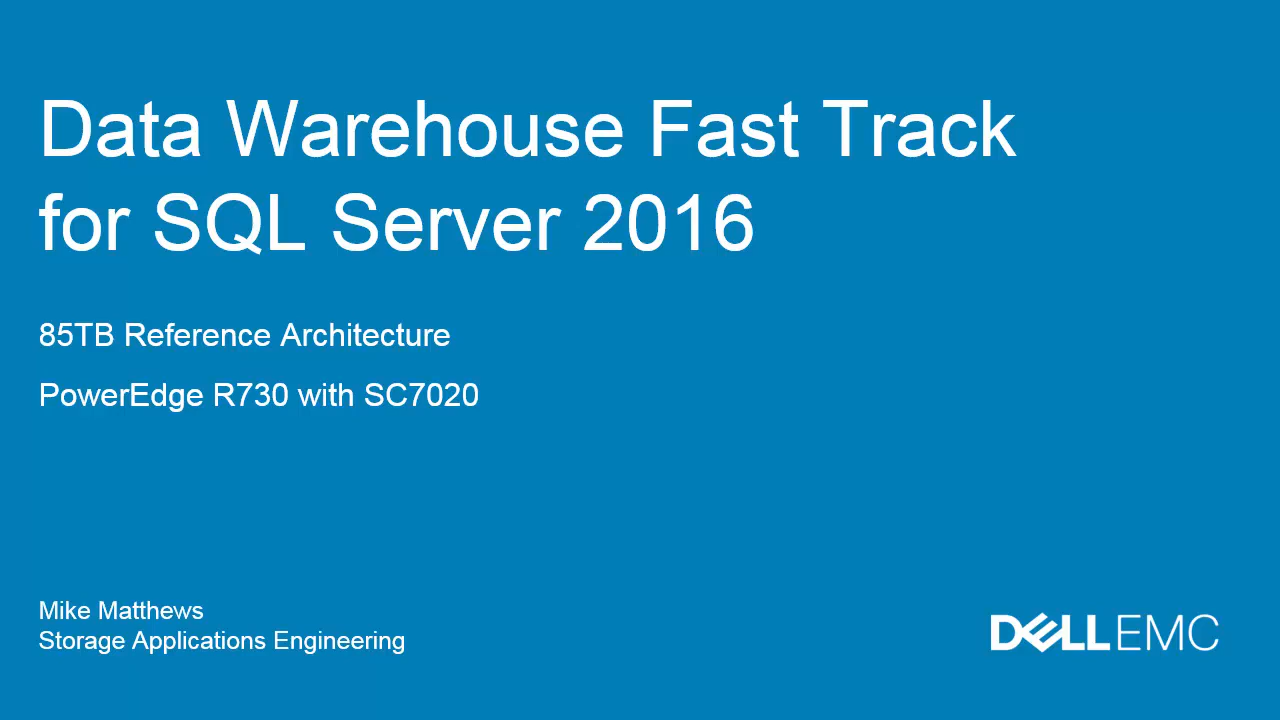 Data Warehouse Fast Track
for SQL Server 2016
85TB Reference Architecture
PowerEdge R730 with SC7020
Mike Matthews
Storage Applications Engineering
DELLEMC